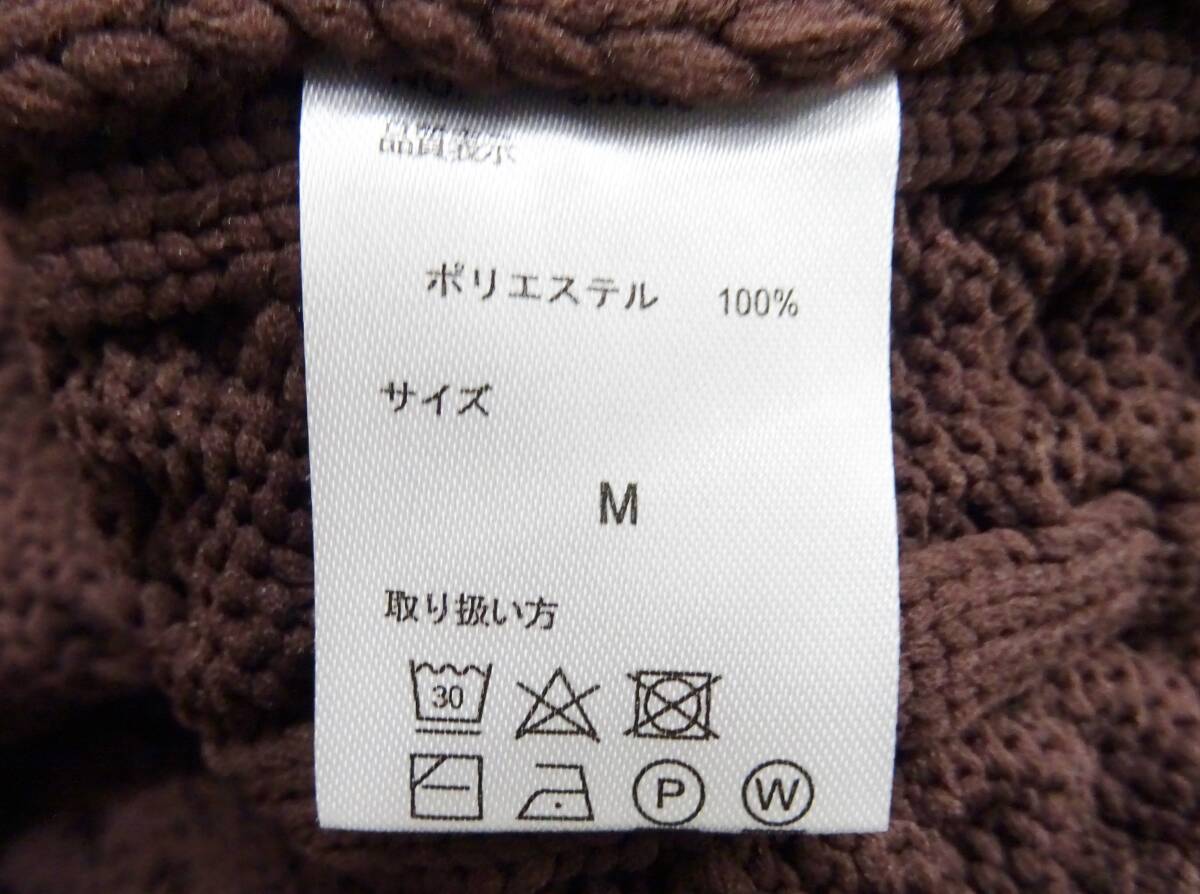 品質表示
ポリエステル 100%
サイズ
M
取り扱い方
30
P W